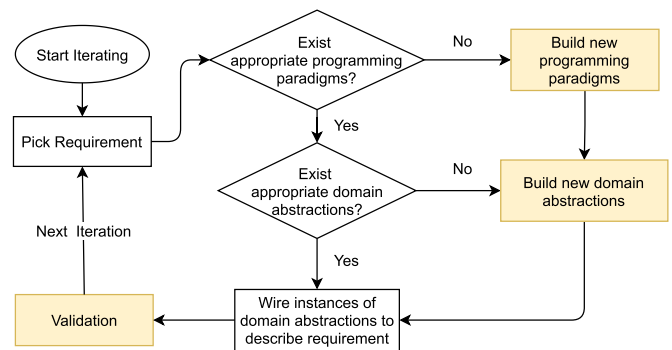 Start Iterating
Pick Requirement
Exist
appropriate programming
paradigms?
No
Build new
programming
paradigms
Yes
Exist
appropriate domain
abstractions?
No
Build new domain
abstractions
Yes
Wire instances of
domain abstractions to
describe requirement
Validation
Next Iteration